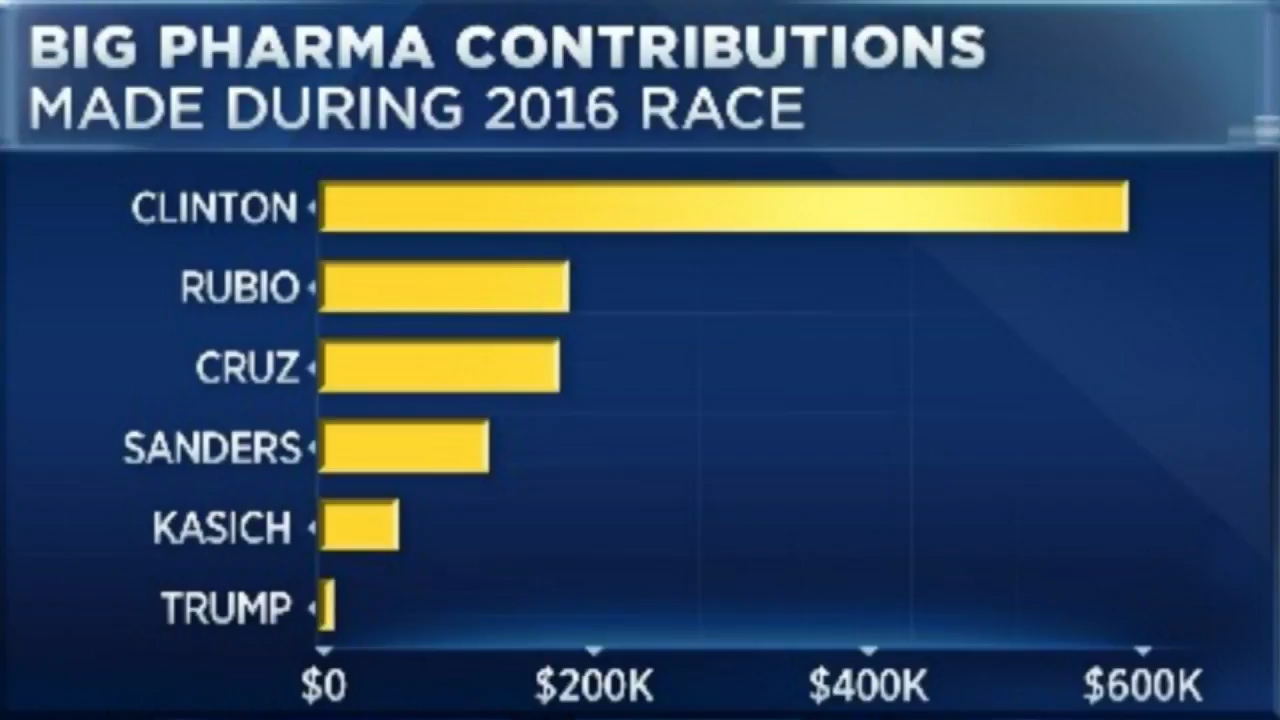 BIG PHARMA CONTRIBUTIONS
MADE DURING 2016 RACE
CLINTON
RUBIO
CRUZ
SANDERS
KASICH
TRUMP
$0 $200K $400K $600K